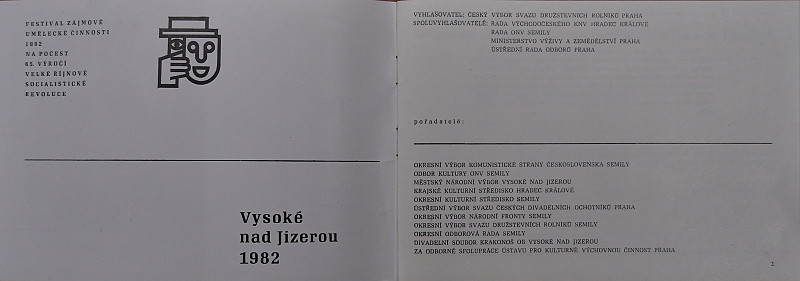 FESTIVAL ZÁJMOVÉ
UMĚLECKÉ ČINNOSTI
1982
NA POČEST
65. VÝROČÍ
VELKÉ ŘÍJNOVÉ
SOCIALISTICKÉ
REVOLUCE
Vysoké
nad Jizerou
1982
VYHLAŠOVATEL: ČESKÝ VÝBOR SVAZU DRUŽSTEVNÍCH ROLNÍKŮ PRAHA
SPOLUVYHLAŠOVATELÉ: RADA VÝCHODOČESKÉHO KNV HRADEC KRÁLOVÉ
RADA ONV SEMILY
MINISTERSTVO VÝŽIVY A ZEMĚDĚLSTVÍ PRAHA
ÚSTŘEDNÍ RADA ODBORŮ PRAHA
pořadatelé:
OKRESNÍ VÝBOR KOMUNISTICKÉ STRANY ČESKOSLOVENSKA SEMILY
ODBOR KULTURY ONV SEMILY
MĚSTSKÝ NÁRODNÍ VÝBOR VYSOKÉ NAD JIZEROU
KRAJSKÉ KULTURNÍ STŘEDISKO HRADEC KRÁLOVÉ
OKRESNÍ KULTURNÍ STŘEDISKO SEMILY
ÚSTŘEDNÍ VÝBOR SVAZU ČESKÝCH DIVADELNÍCH OCHOTNÍKŮ PRAHA
OKRESNÍ VÝBOR NÁRODNÍ FRONTY SEMILY
OKRESNÍ VÝBOR SVAZU DRUŽSTEVNÍCH ROLNÍKŮ SEMILY
OKRESNÍ ODBOROVÁ RADA SEMILY
DIVADELNÍ SOUBOR KRAKONOŠ OB VYSOKÉ NAD JIZEROU
ZA ODBORNÉ SPOLUPRÁCE ÚSTAVU PRO KULTURNĚ VÝCHOVNOU ČINNOST PRAHA
1